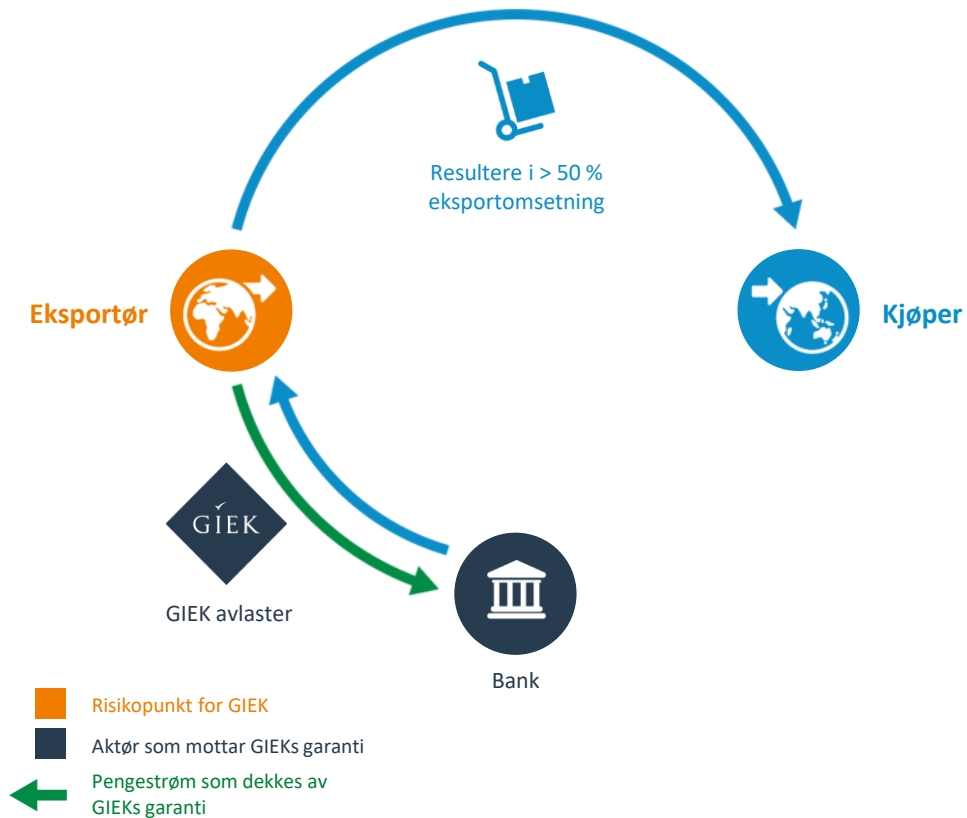 Resultere i > 50 %
eksportomsetning
Eksportør
Kjøper
GIEK
GIEK avlaster
Bank
Risikopunkt for GIEK
Aktør som mottar GIEKs garanti
Pengestrøm som dekkes av
GIEKs garanti